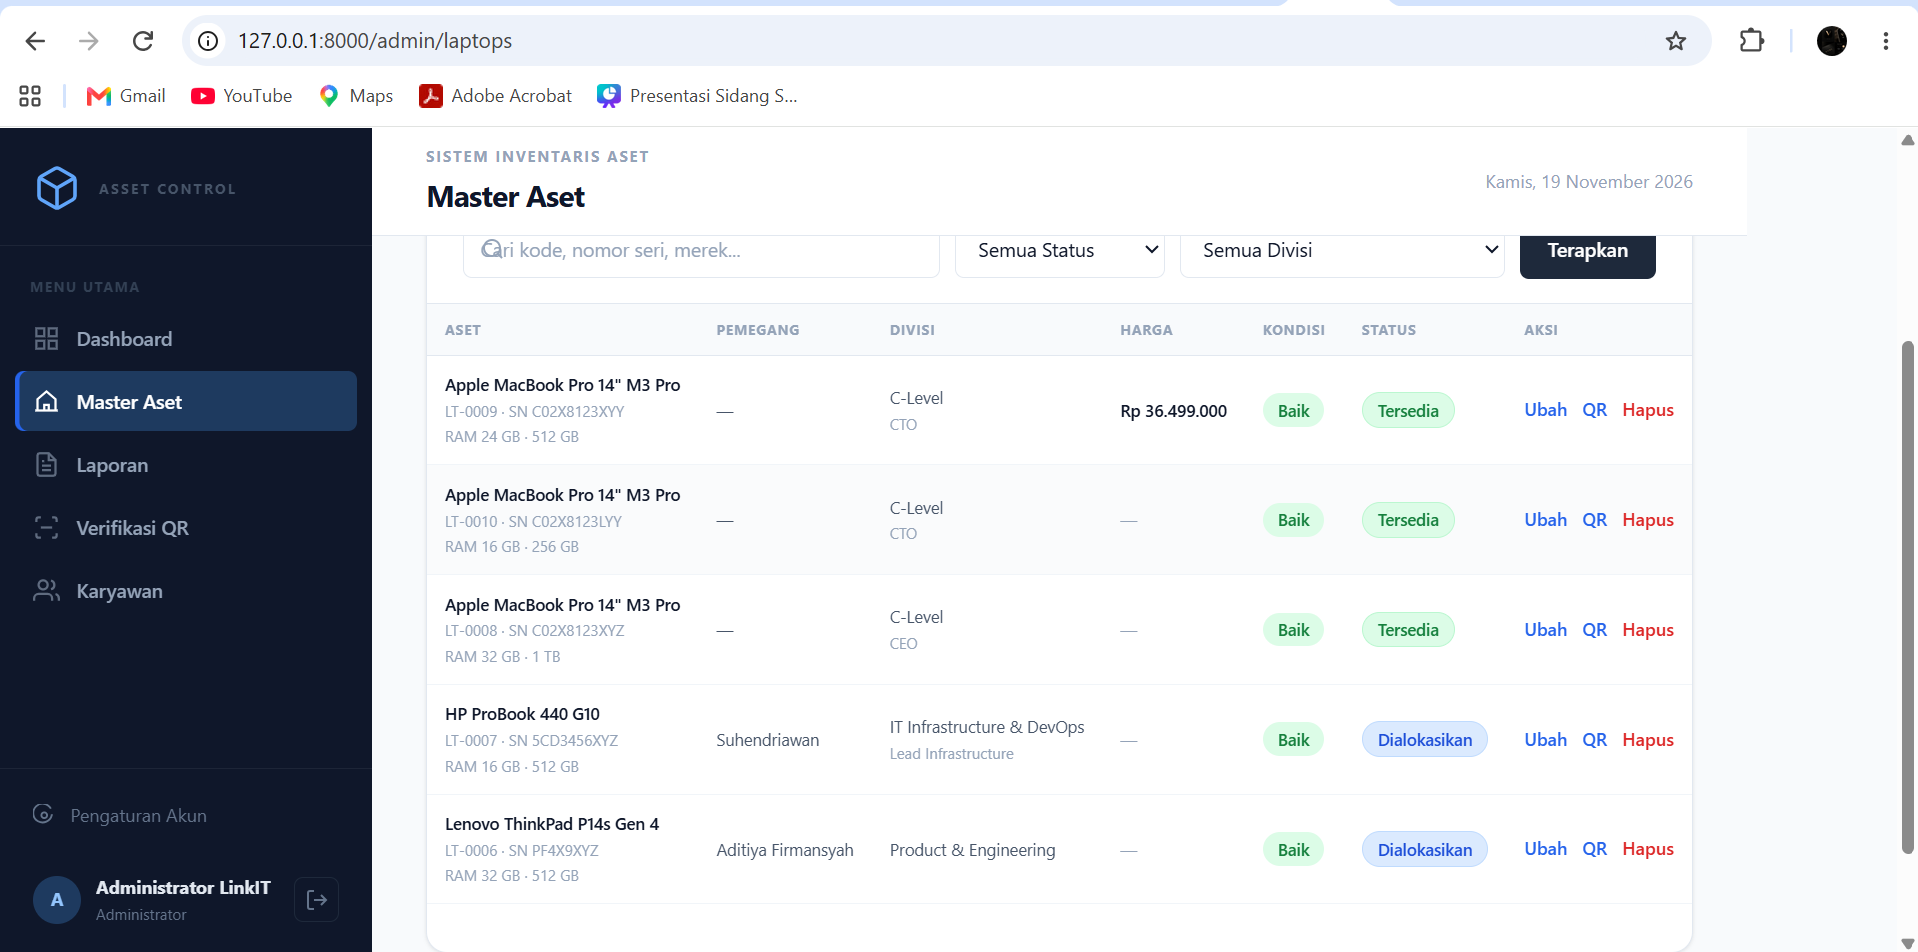 127.0.0.1:8000/admin/laptops
Gmail YouTube Maps Adobe Acrobat Presentasi Sidang S...
ASSET CONTROL
MENU UTAMA
Dashboard
Master Aset
Laporan
Verifikasi QR
Karyawan
Pengaturan Akun
A
Administrator LinkIT
Administrator
SISTEM INVENTARIS ASET
Master Aset
Kamis, 19 November 2026
Cari kode, nomor seri, merek... Semua Status Semua Divisi Terapkan
ASET PEMEGANG DIVISI HARGA KONDISI STATUS AKSI
Apple MacBook Pro 14" M3 Pro
LT-0009 · SN C02X8123XYY
RAM 24 GB · 512 GB
—
C-Level
CTO
Rp 36.499.000
Baik
Tersedia
Ubah QR Hapus
Apple MacBook Pro 14" M3 Pro
LT-0010 · SN C02X8123LYY
RAM 16 GB · 256 GB
—
C-Level
CTO
—
Baik
Tersedia
Ubah QR Hapus
Apple MacBook Pro 14" M3 Pro
LT-0008 · SN C02X8123XYZ
RAM 32 GB · 1 TB
—
C-Level
CEO
—
Baik
Tersedia
Ubah QR Hapus
HP ProBook 440 G10
LT-0007 · SN 5CD3456XYZ
RAM 16 GB · 512 GB
Suhendriawan
IT Infrastructure & DevOps
Lead Infrastructure
—
Baik
Dialokasikan
Ubah QR Hapus
Lenovo ThinkPad P14s Gen 4
LT-0006 · SN PF4X9XYZ
RAM 32 GB · 512 GB
Aditiya Firmansyah
Product & Engineering
—
Baik
Dialokasikan
Ubah QR Hapus